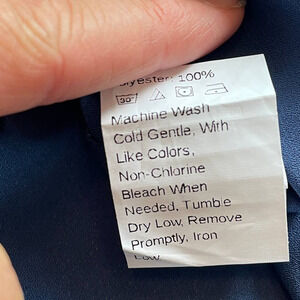 olyester: 100%
30°
Machine Wash
Cold Gentle, With
Like Colors,
Non-Chlorine
Bleach When
Needed, Tumble
Dry Low, Remove
Promptly, Iron
Low